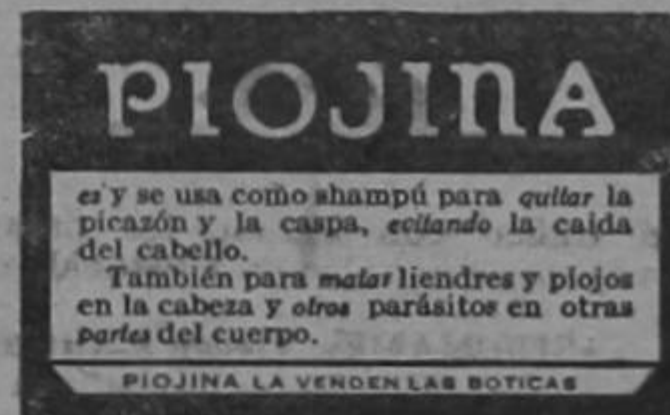 PIOJINA
es y se usa como shampú para quitar la
picazón y la caspa, evitando la caida
del cabello.
También para matar liendres y piojos
en la cabeza y otros parásitos en otras
partes del cuerpo.
PIOJINA LA VENDEN LAS BOTICAS